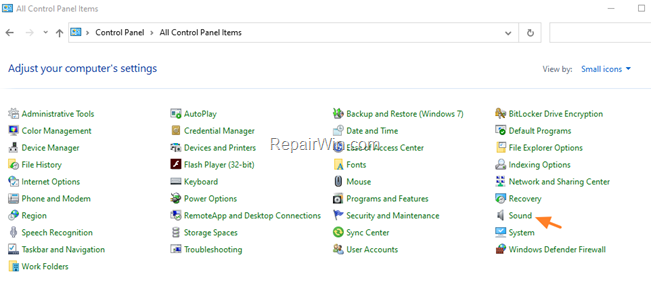 All Control Panel Items
Control Panel > All Control Panel Items
Adjust your computer's settings
View by: Small icons
Administrative Tools AutoPlay Backup and Restore (Windows 7) BitLocker Drive Encryption
Color Management Credential Manager Date and Time Default Programs
Device Manager Devices and Printers Ease of Access Center File Explorer Options
RepairWin.com
File History Flash Player (32-bit) Fonts Indexing Options
Internet Options Keyboard Mouse Network and Sharing Center
Phone and Modem Power Options Programs and Features Recovery
Region RemoteApp and Desktop Connections Security and Maintenance Sound
Speech Recognition Storage Spaces Sync Center System
Taskbar and Navigation Troubleshooting User Accounts Windows Defender Firewall
Work Folders